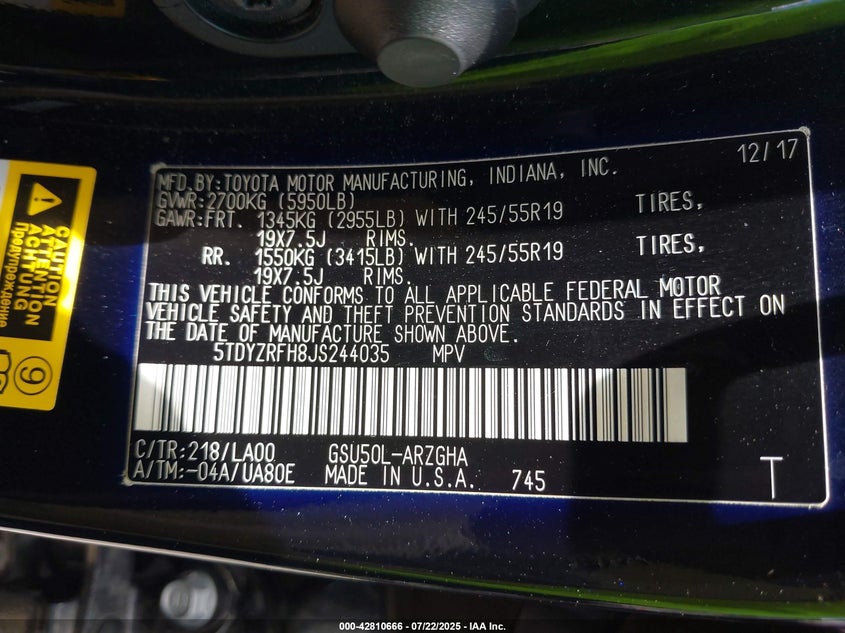 12/17
MFD.BY:TOYOTA MOTOR MANUFACTURING, INDIANA, INC.
GVWR:2700KG (5950LB)
GAWR:FRT. 1345KG (2955LB) WITH 245/55R19 TIRES,
19X7.5J RIMS.
RR. 1550KG (3415LB) WITH 245/55R19 TIRES,
19X7.5J RIMS.
THIS VEHICLE CONFORMS TO ALL APPLICABLE FEDERAL MOTOR
VEHICLE SAFETY AND THEFT PREVENTION STANDARDS IN EFFECT ON
THE DATE OF MANUFACTURE SHOWN ABOVE.
5TDYZRFH8JS244035 MPV
C/TR:218/LA00 GSU50L-ARZGHA
A/TM:-04A/UA80E MADE IN U.S.A. 745 T
CAUTION
ATTENTION
ACHTUNG
Предупреждение
9
000-42810666 - 07/22/2025 - IAA Inc.